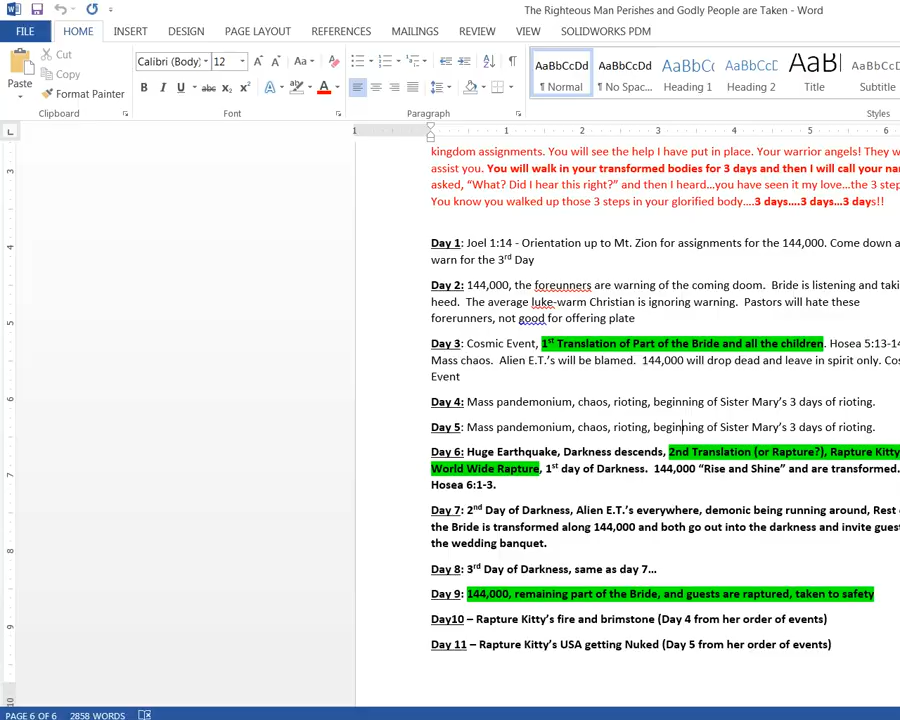 The Righteous Man Perishes and Godly People are Taken - Word
FILE HOME INSERT DESIGN PAGE LAYOUT REFERENCES MAILINGS REVIEW VIEW SOLIDWORKS PDM
Paste
Cut
Copy
Format Painter
Clipboard
Calibri (Body) 12
Font
Paragraph
AaBbCcDd ¶ Normal
AaBbCcDd ¶ No Spac...
AaBbCc Heading 1
AaBbCcD Heading 2
AaBl Title
AaBbCcD Subtitle
Styles
1 1 2 3 4 5 6
3
4
5
6
8
9
10
kingdom assignments. You will see the help I have put in place. Your warrior angels! They w
assist you. You will walk in your transformed bodies for 3 days and then I will call your nam
asked, “What? Did I hear this right?” and then I heard…you have seen it my love…the 3 step
You know you walked up those 3 steps in your glorified body….3 days….3 days…3 days!!
Day 1: Joel 1:14 - Orientation up to Mt. Zion for assignments for the 144,000. Come down a
warn for the 3rd Day
Day 2: 144,000, the foreunners are warning of the coming doom. Bride is listening and taki
heed. The average luke-warm Christian is ignoring warning. Pastors will hate these
forerunners, not good for offering plate
Day 3: Cosmic Event, 1st Translation of Part of the Bride and all the children. Hosea 5:13-14
Mass chaos. Alien E.T.’s will be blamed. 144,000 will drop dead and leave in spirit only. Cos
Event
Day 4: Mass pandemonium, chaos, rioting, beginning of Sister Mary’s 3 days of rioting.
Day 5: Mass pandemonium, chaos, rioting, beginning of Sister Mary’s 3 days of rioting.
Day 6: Huge Earthquake, Darkness descends, 2nd Translation (or Rapture?), Rapture Kitty
World Wide Rapture, 1st day of Darkness. 144,000 “Rise and Shine” and are transformed.
Hosea 6:1-3.
Day 7: 2nd Day of Darkness, Alien E.T.’s everywhere, demonic being running around, Rest
the Bride is transformed along 144,000 and both go out into the darkness and invite gues
the wedding banquet.
Day 8: 3rd Day of Darkness, same as day 7…
Day 9: 144,000, remaining part of the Bride, and guests are raptured, taken to safety
Day10 – Rapture Kitty’s fire and brimstone (Day 4 from her order of events)
Day 11 – Rapture Kitty’s USA getting Nuked (Day 5 from her order of events)
PAGE 6 OF 6 2858 WORDS